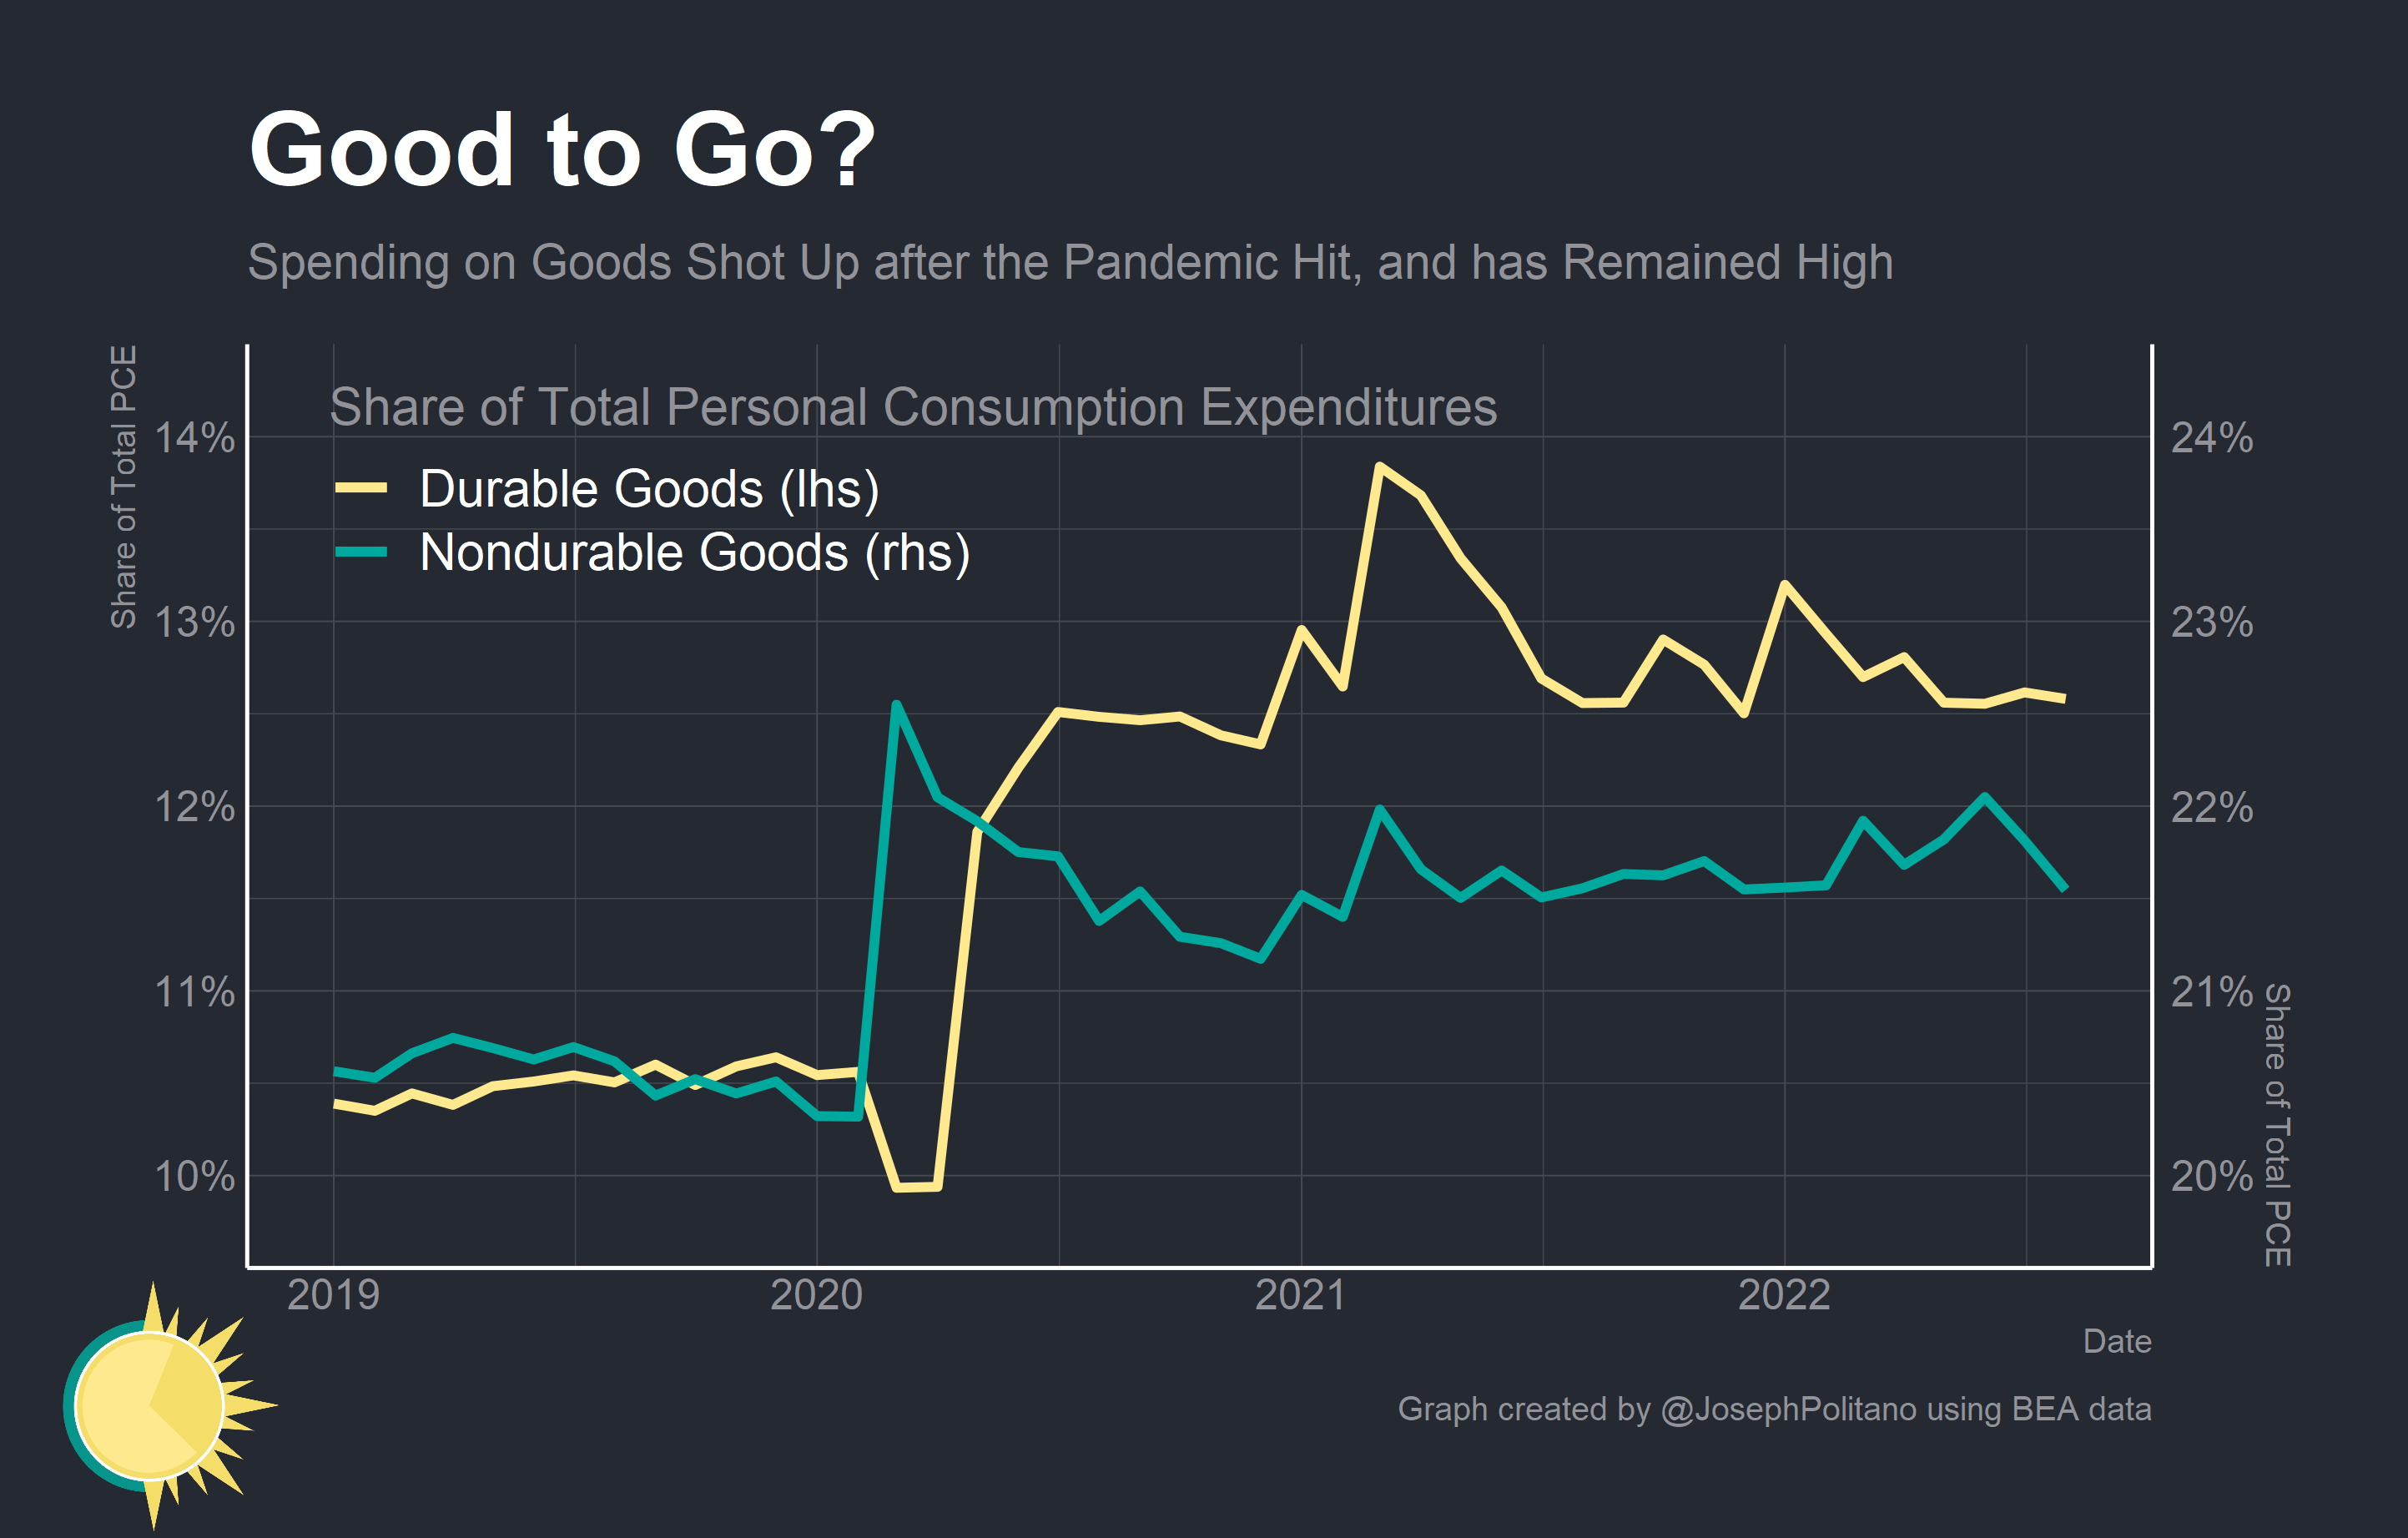 Good to Go?
Spending on Goods Shot Up after the Pandemic Hit, and has Remained High
Share of Total PCE
Share of Total Personal Consumption Expenditures
Durable Goods (lhs)
Nondurable Goods (rhs)
14%
13%
12%
11%
10%
24%
23%
22%
21%
20%
Share of Total PCE
2019
2020
2021
2022
Date
Graph created by @JosephPolitano using BEA data